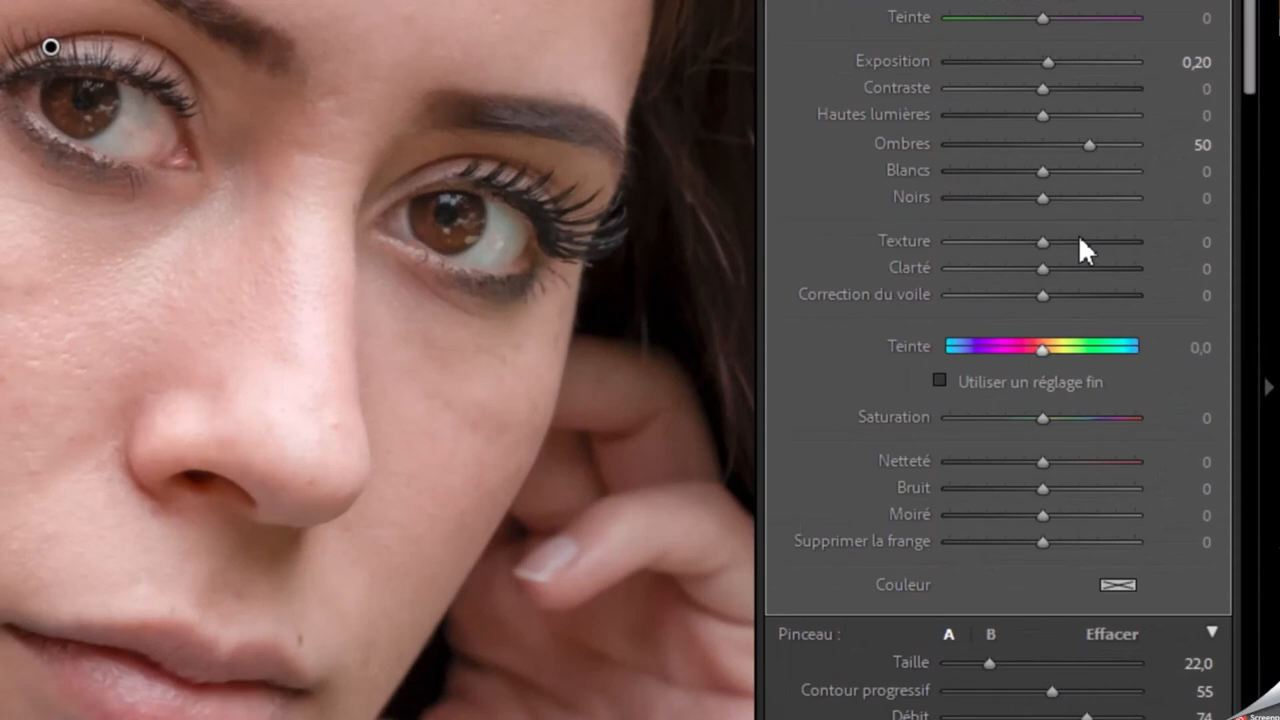 Teinte 0
Exposition 0,20
Contraste 0
Hautes lumières 0
Ombres 50
Blancs 0
Noirs 0
Texture 0
Clarté 0
Correction du voile 0
Teinte 0,0
Utiliser un réglage fin
Saturation 0
Netteté 0
Bruit 0
Moiré 0
Supprimer la frange 0
Couleur
Pinceau : A B Effacer
Taille 22,0
Contour progressif 55
Débit 74